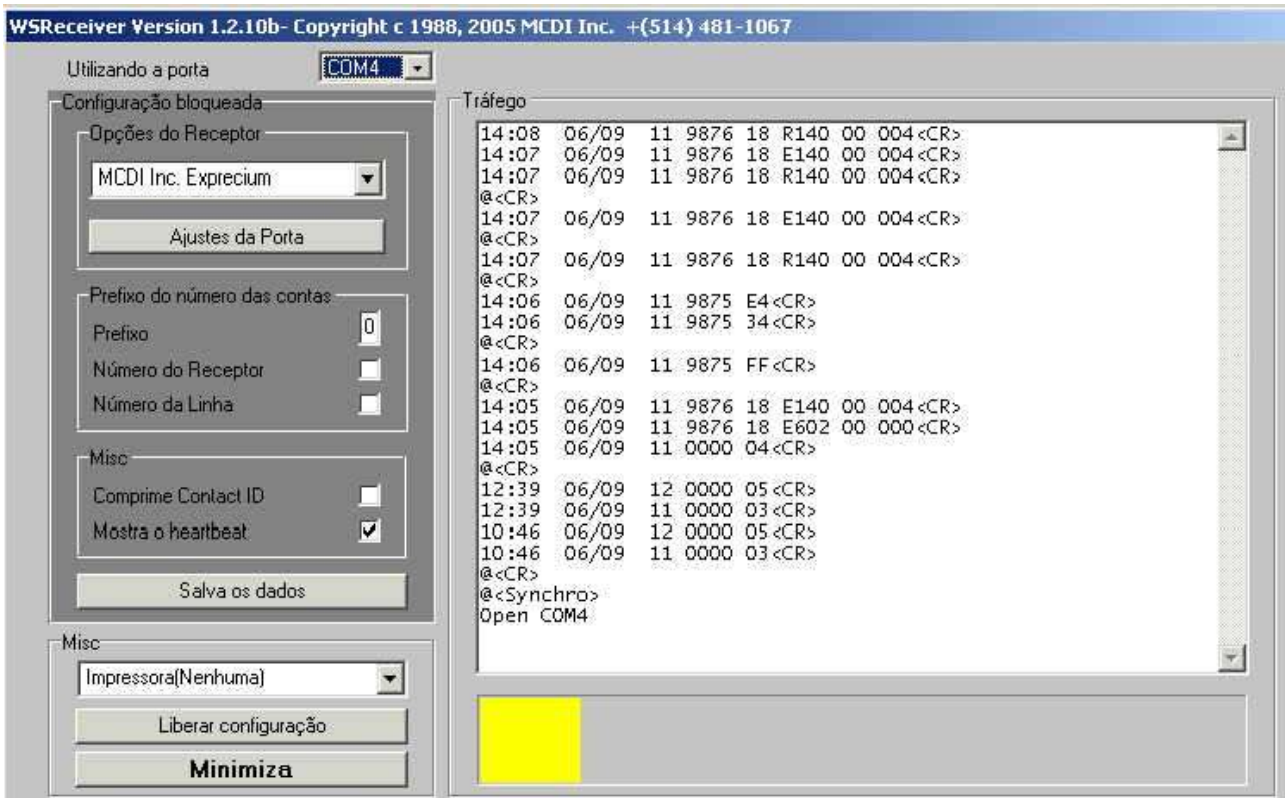 WSReceiver Version 1.2.10b- Copyright c 1988, 2005 MCDI Inc. +(514) 481-1067
Utilizando a porta COM4
Configuração bloqueada
Opções do Receptor
MCDI Inc. Exprecium
Ajustes da Porta
Prefixo do número das contas
Prefixo 0
Número do Receptor
Número da Linha
Misc
Comprime Contact ID
Mostra o heartbeat
Salva os dados
Misc
Impressora(Nenhuma)
Liberar configuração
Minimiza
Tráfego
14:08 06/09 11 9876 18 R140 00 004<CR>
14:07 06/09 11 9876 18 E140 00 004<CR>
14:07 06/09 11 9876 18 R140 00 004<CR>
@<CR>
14:07 06/09 11 9876 18 E140 00 004<CR>
@<CR>
14:07 06/09 11 9876 18 R140 00 004<CR>
@<CR>
14:06 06/09 11 9875 E4<CR>
14:06 06/09 11 9875 34<CR>
@<CR>
14:06 06/09 11 9875 FF<CR>
@<CR>
14:05 06/09 11 9876 18 E140 00 004<CR>
14:05 06/09 11 9876 18 E602 00 000<CR>
14:05 06/09 11 0000 04<CR>
@<CR>
12:39 06/09 12 0000 05<CR>
12:39 06/09 11 0000 03<CR>
10:46 06/09 12 0000 05<CR>
10:46 06/09 11 0000 03<CR>
@<CR>
@<Synchro>
Open COM4